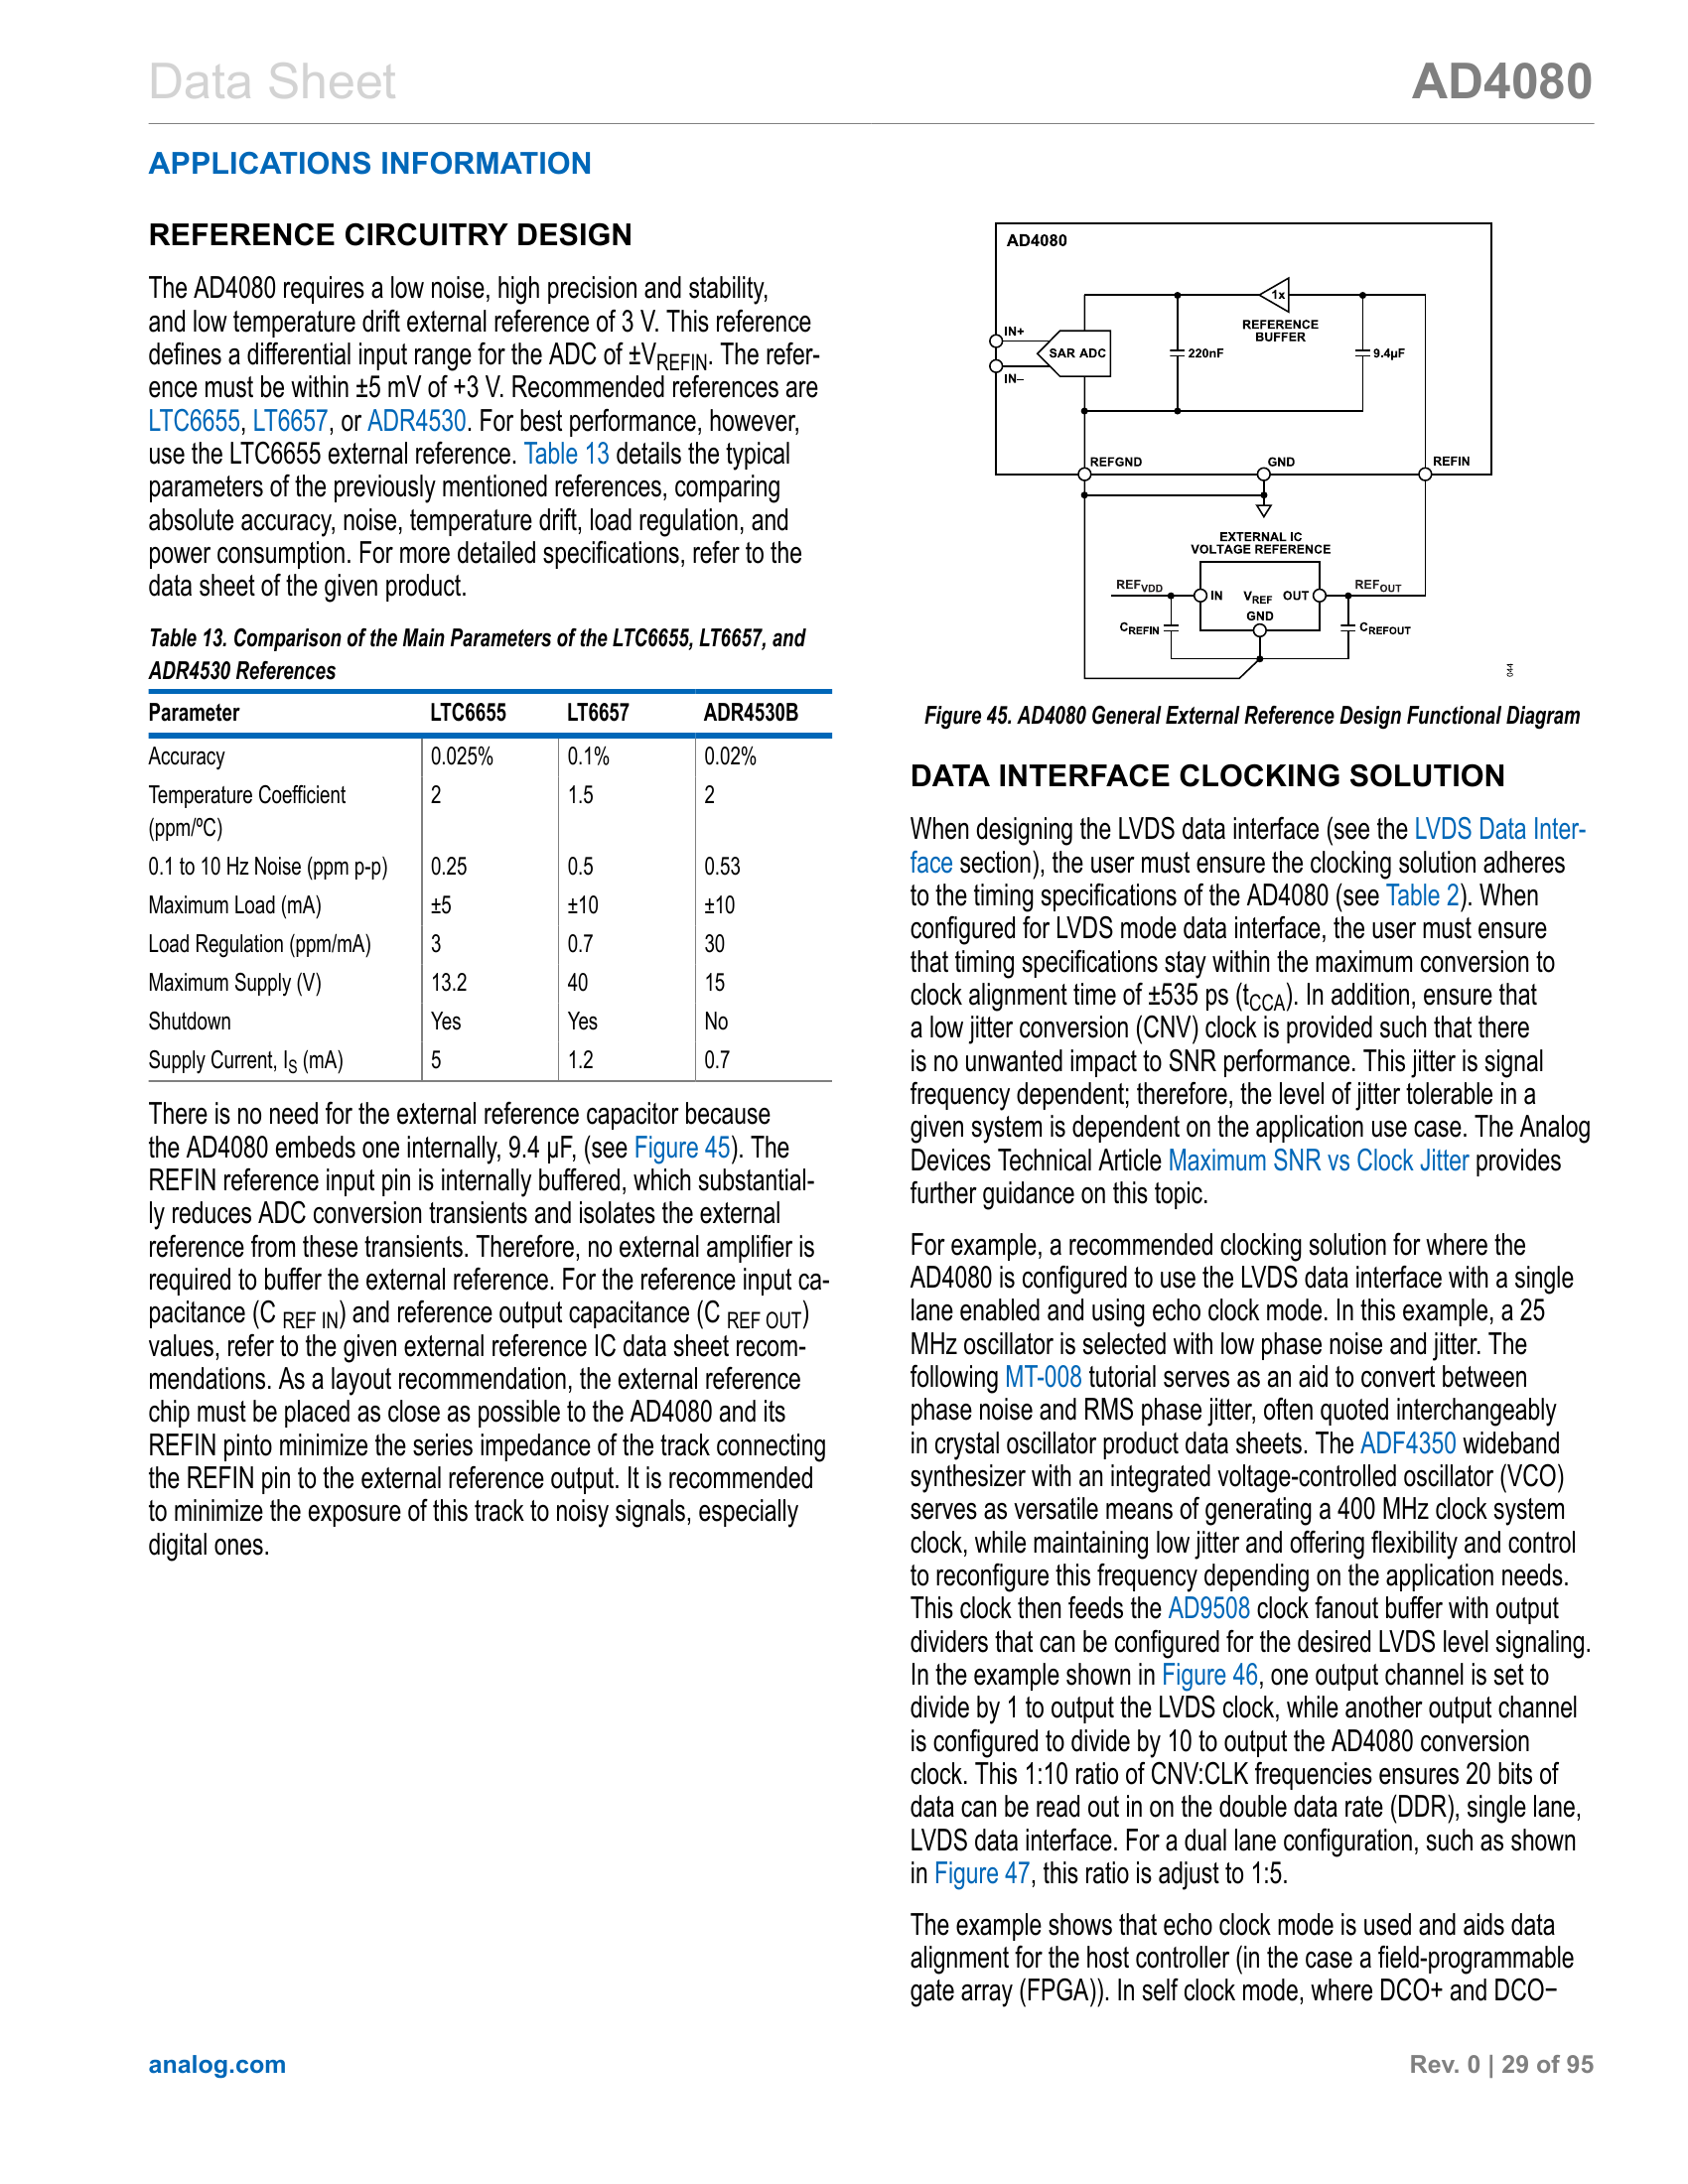 Data Sheet
AD4080
APPLICATIONS INFORMATION
REFERENCE CIRCUITRY DESIGN
The AD4080 requires a low noise, high precision and stability,
and low temperature drift external reference of 3 V. This reference
defines a differential input range for the ADC of ±VREFIN. The refer-
ence must be within ±5 mV of +3 V. Recommended references are
LTC6655, LT6657, or ADR4530. For best performance, however,
use the LTC6655 external reference. Table 13 details the typical
parameters of the previously mentioned references, comparing
absolute accuracy, noise, temperature drift, load regulation, and
power consumption. For more detailed specifications, refer to the
data sheet of the given product.
Table 13. Comparison of the Main Parameters of the LTC6655, LT6657, and
ADR4530 References
Parameter LTC6655 LT6657 ADR4530B
Accuracy 0.025% 0.1% 0.02%
Temperature Coefficient 2 1.5 2
(ppm/ºC)
0.1 to 10 Hz Noise (ppm p-p) 0.25 0.5 0.53
Maximum Load (mA) ±5 ±10 ±10
Load Regulation (ppm/mA) 3 0.7 30
Maximum Supply (V) 13.2 40 15
Shutdown Yes Yes No
Supply Current, IS (mA) 5 1.2 0.7
There is no need for the external reference capacitor because
the AD4080 embeds one internally, 9.4 µF, (see Figure 45). The
REFIN reference input pin is internally buffered, which substantial-
ly reduces ADC conversion transients and isolates the external
reference from these transients. Therefore, no external amplifier is
required to buffer the external reference. For the reference input ca-
pacitance (C REF IN) and reference output capacitance (C REF OUT)
values, refer to the given external reference IC data sheet recom-
mendations. As a layout recommendation, the external reference
chip must be placed as close as possible to the AD4080 and its
REFIN pinto minimize the series impedance of the track connecting
the REFIN pin to the external reference output. It is recommended
to minimize the exposure of this track to noisy signals, especially
digital ones.
AD4080
1x
REFERENCE
BUFFER
IN+
SAR ADC
220nF
9.4µF
IN–
REFGND
GND
REFIN
EXTERNAL IC
VOLTAGE REFERENCE
REFVDD
IN VREF OUT
REFOUT
GND
CREFIN
CREFOUT
044
Figure 45. AD4080 General External Reference Design Functional Diagram
DATA INTERFACE CLOCKING SOLUTION
When designing the LVDS data interface (see the LVDS Data Inter-
face section), the user must ensure the clocking solution adheres
to the timing specifications of the AD4080 (see Table 2). When
configured for LVDS mode data interface, the user must ensure
that timing specifications stay within the maximum conversion to
clock alignment time of ±535 ps (tCCA). In addition, ensure that
a low jitter conversion (CNV) clock is provided such that there
is no unwanted impact to SNR performance. This jitter is signal
frequency dependent; therefore, the level of jitter tolerable in a
given system is dependent on the application use case. The Analog
Devices Technical Article Maximum SNR vs Clock Jitter provides
further guidance on this topic.
For example, a recommended clocking solution for where the
AD4080 is configured to use the LVDS data interface with a single
lane enabled and using echo clock mode. In this example, a 25
MHz oscillator is selected with low phase noise and jitter. The
following MT-008 tutorial serves as an aid to convert between
phase noise and RMS phase jitter, often quoted interchangeably
in crystal oscillator product data sheets. The ADF4350 wideband
synthesizer with an integrated voltage-controlled oscillator (VCO)
serves as versatile means of generating a 400 MHz clock system
clock, while maintaining low jitter and offering flexibility and control
to reconfigure this frequency depending on the application needs.
This clock then feeds the AD9508 clock fanout buffer with output
dividers that can be configured for the desired LVDS level signaling.
In the example shown in Figure 46, one output channel is set to
divide by 1 to output the LVDS clock, while another output channel
is configured to divide by 10 to output the AD4080 conversion
clock. This 1:10 ratio of CNV:CLK frequencies ensures 20 bits of
data can be read out in on the double data rate (DDR), single lane,
LVDS data interface. For a dual lane configuration, such as shown
in Figure 47, this ratio is adjust to 1:5.
The example shows that echo clock mode is used and aids data
alignment for the host controller (in the case a field-programmable
gate array (FPGA)). In self clock mode, where DCO+ and DCO−
analog.com
Rev. 0 | 29 of 95